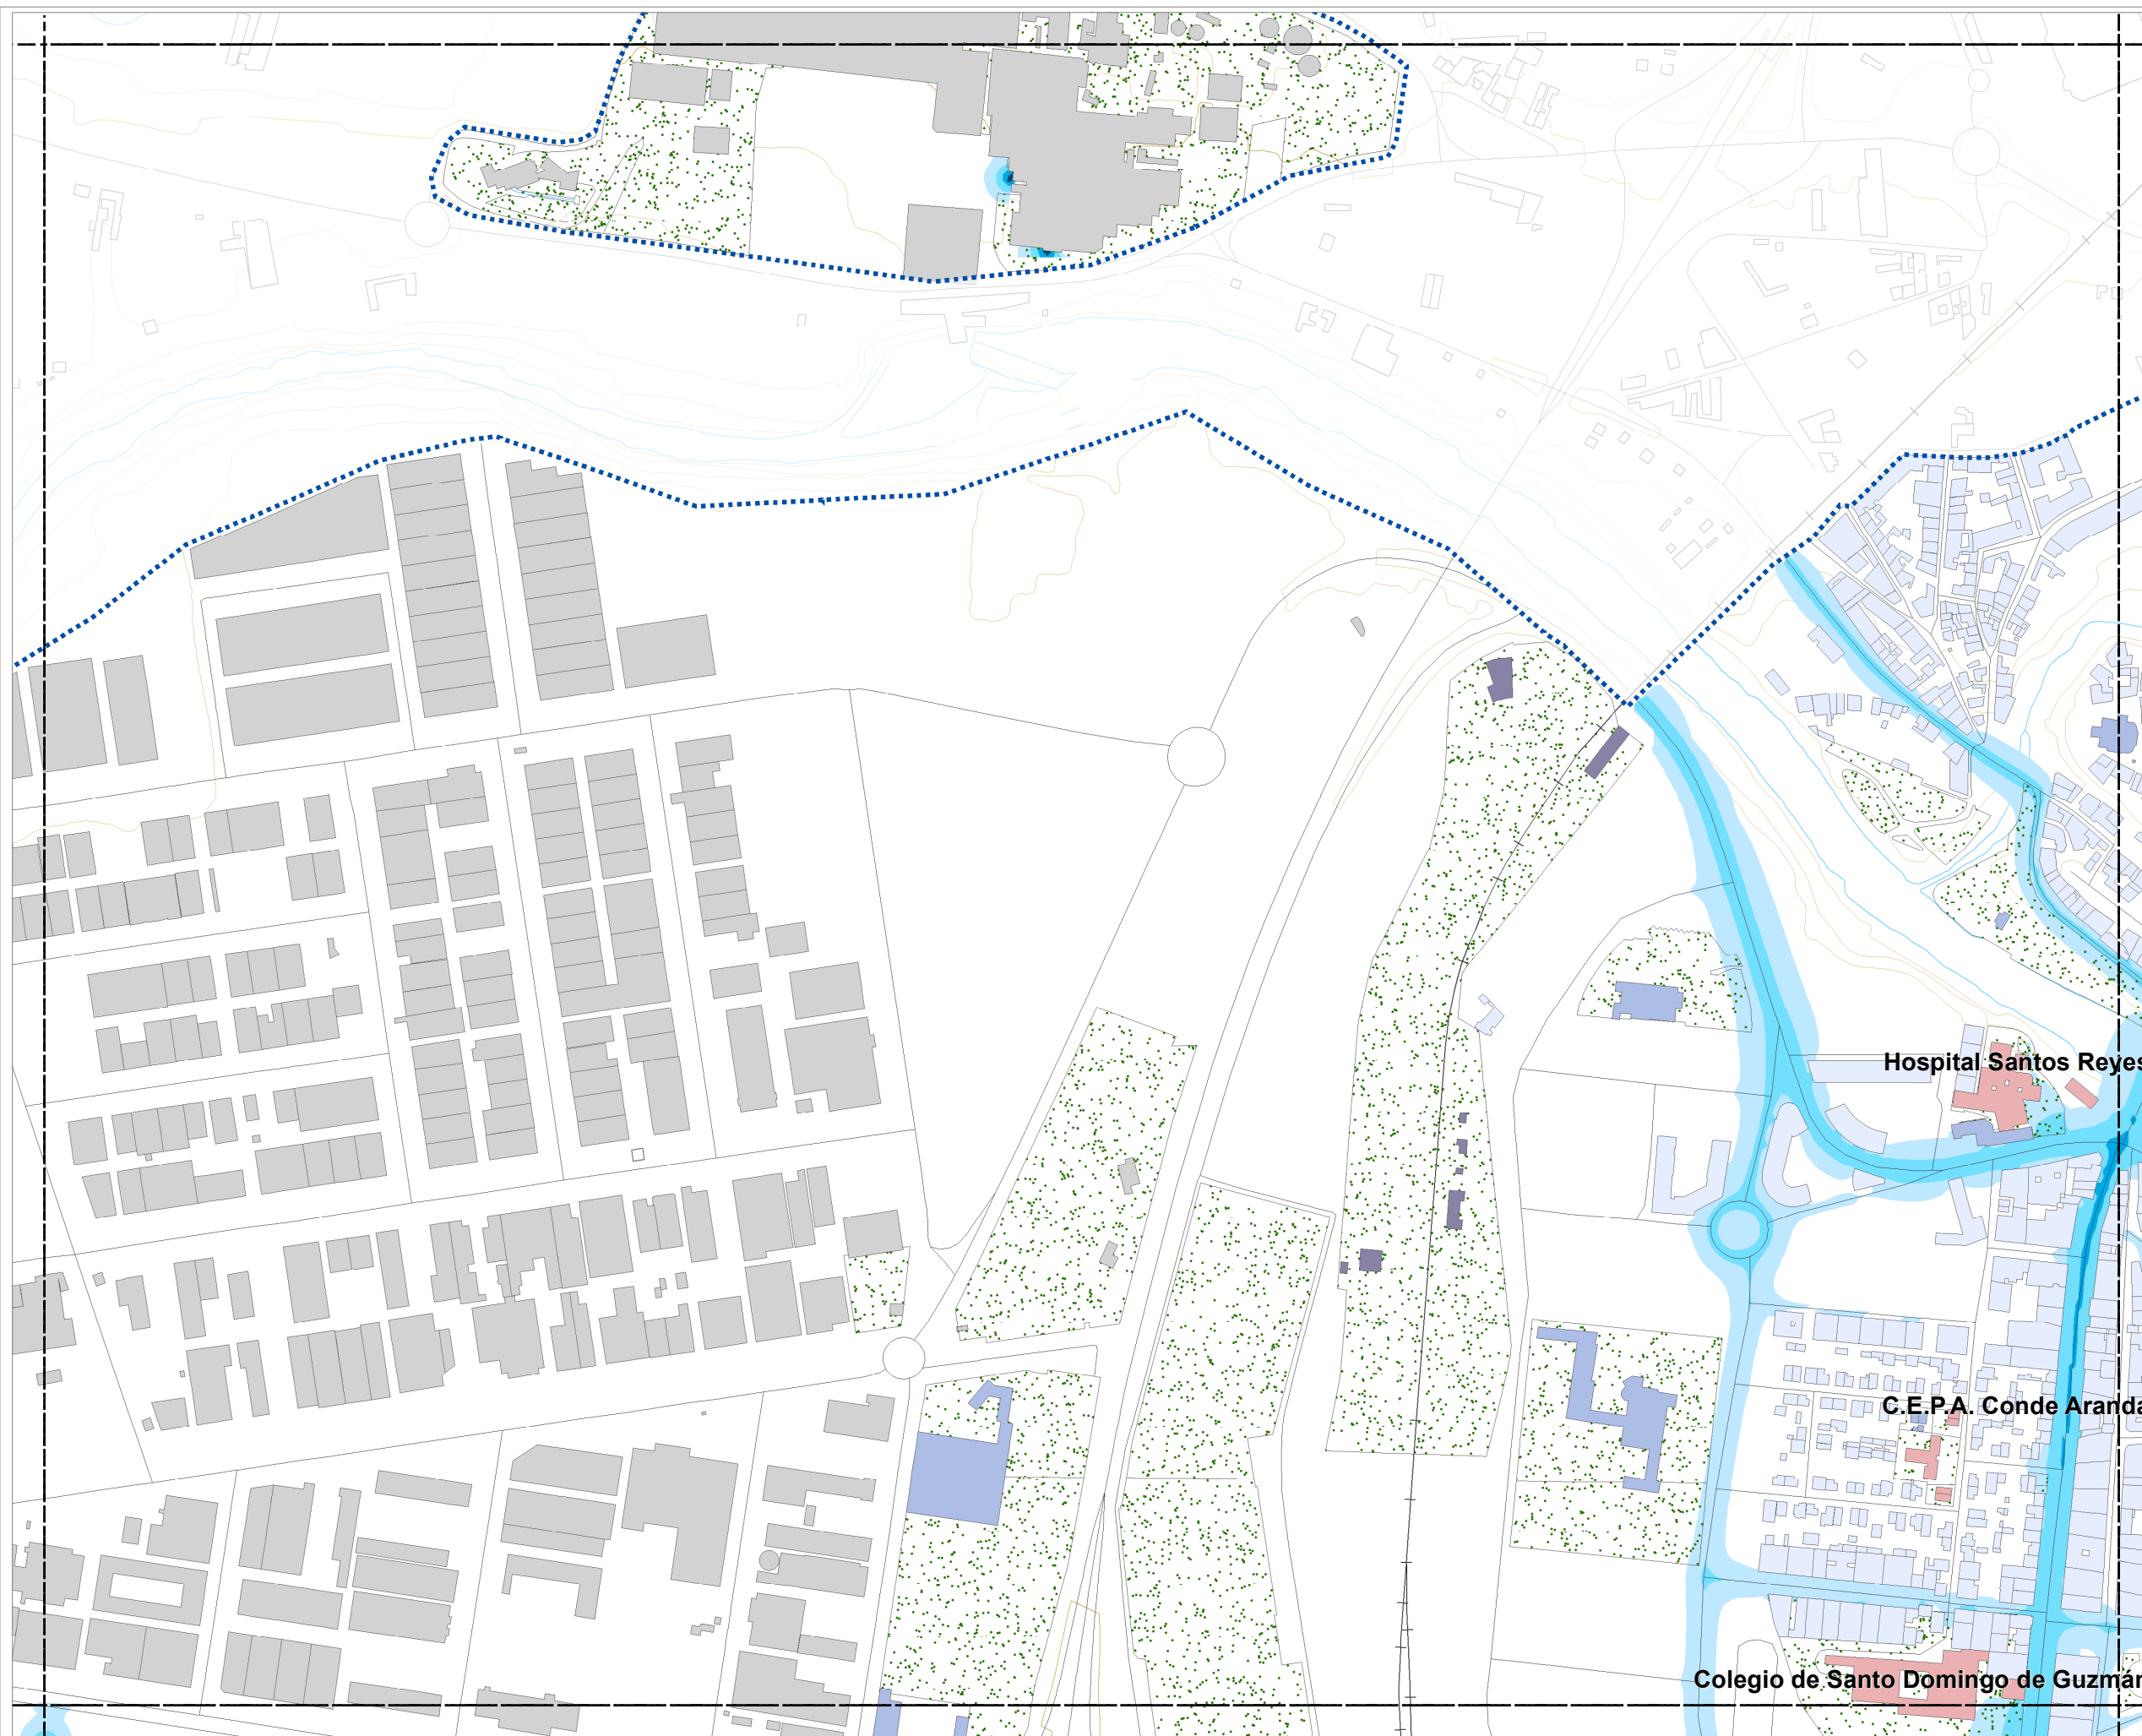 Hospital Santos Reyes
C.E.P.A. Conde Aranda
Colegio de Santo Domingo de Guzmán